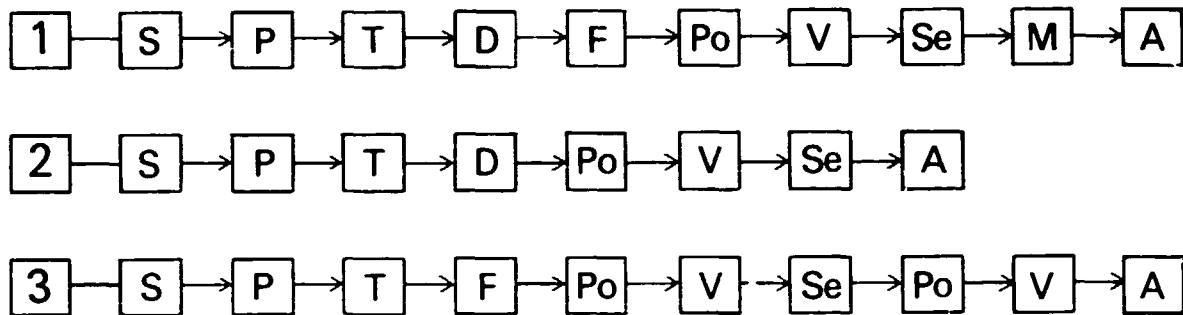 1 S P T D F Po V Se M A
2 S P T D Po V Se A
3 S P T F Po V Se Po V A